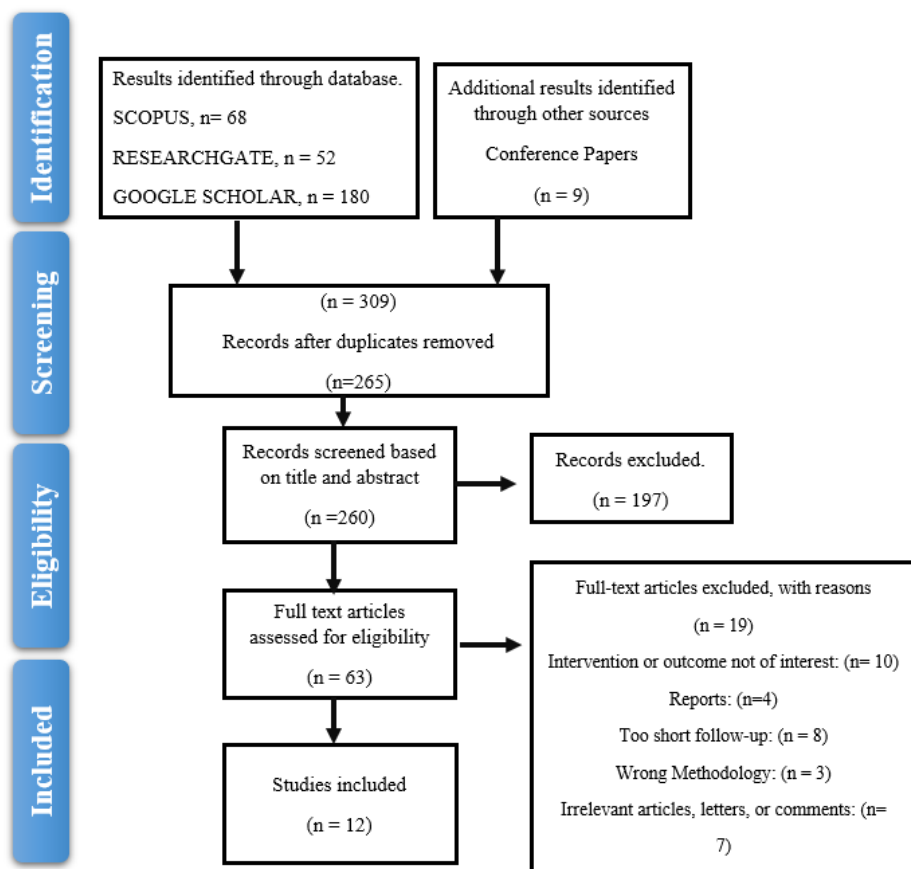 Identification
Results identified through database.
SCOPUS, n= 68
RESEARCHGATE, n = 52
GOOGLE SCHOLAR, n = 180
Additional results identified
through other sources
Conference Papers
(n = 9)
Screening
(n = 309)
Records after duplicates removed
(n=265)
Eligibility
Records screened based
on title and abstract
(n =260)
Records excluded.
(n = 197)
Full text articles
assessed for eligibility
(n = 63)
Full-text articles excluded, with reasons
(n = 19)
Intervention or outcome not of interest: (n= 10)
Reports: (n=4)
Too short follow-up: (n = 8)
Wrong Methodology: (n = 3)
Irrelevant articles, letters, or comments: (n=
7)
Included
Studies included
(n = 12)